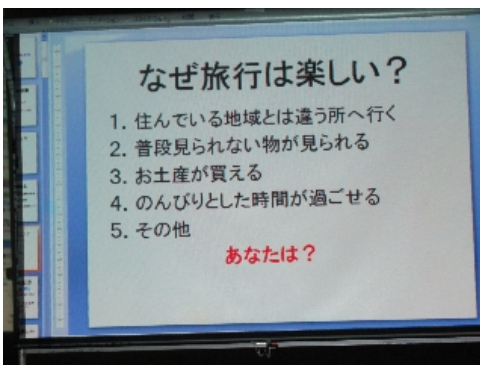 なぜ旅行は楽しい？
1. 住んでいる地域とは違う所へ行く
2. 普段見られない物が見られる
3. お土産が買える
4. のんびりとした時間が過ごせる
5. その他
あなたは？